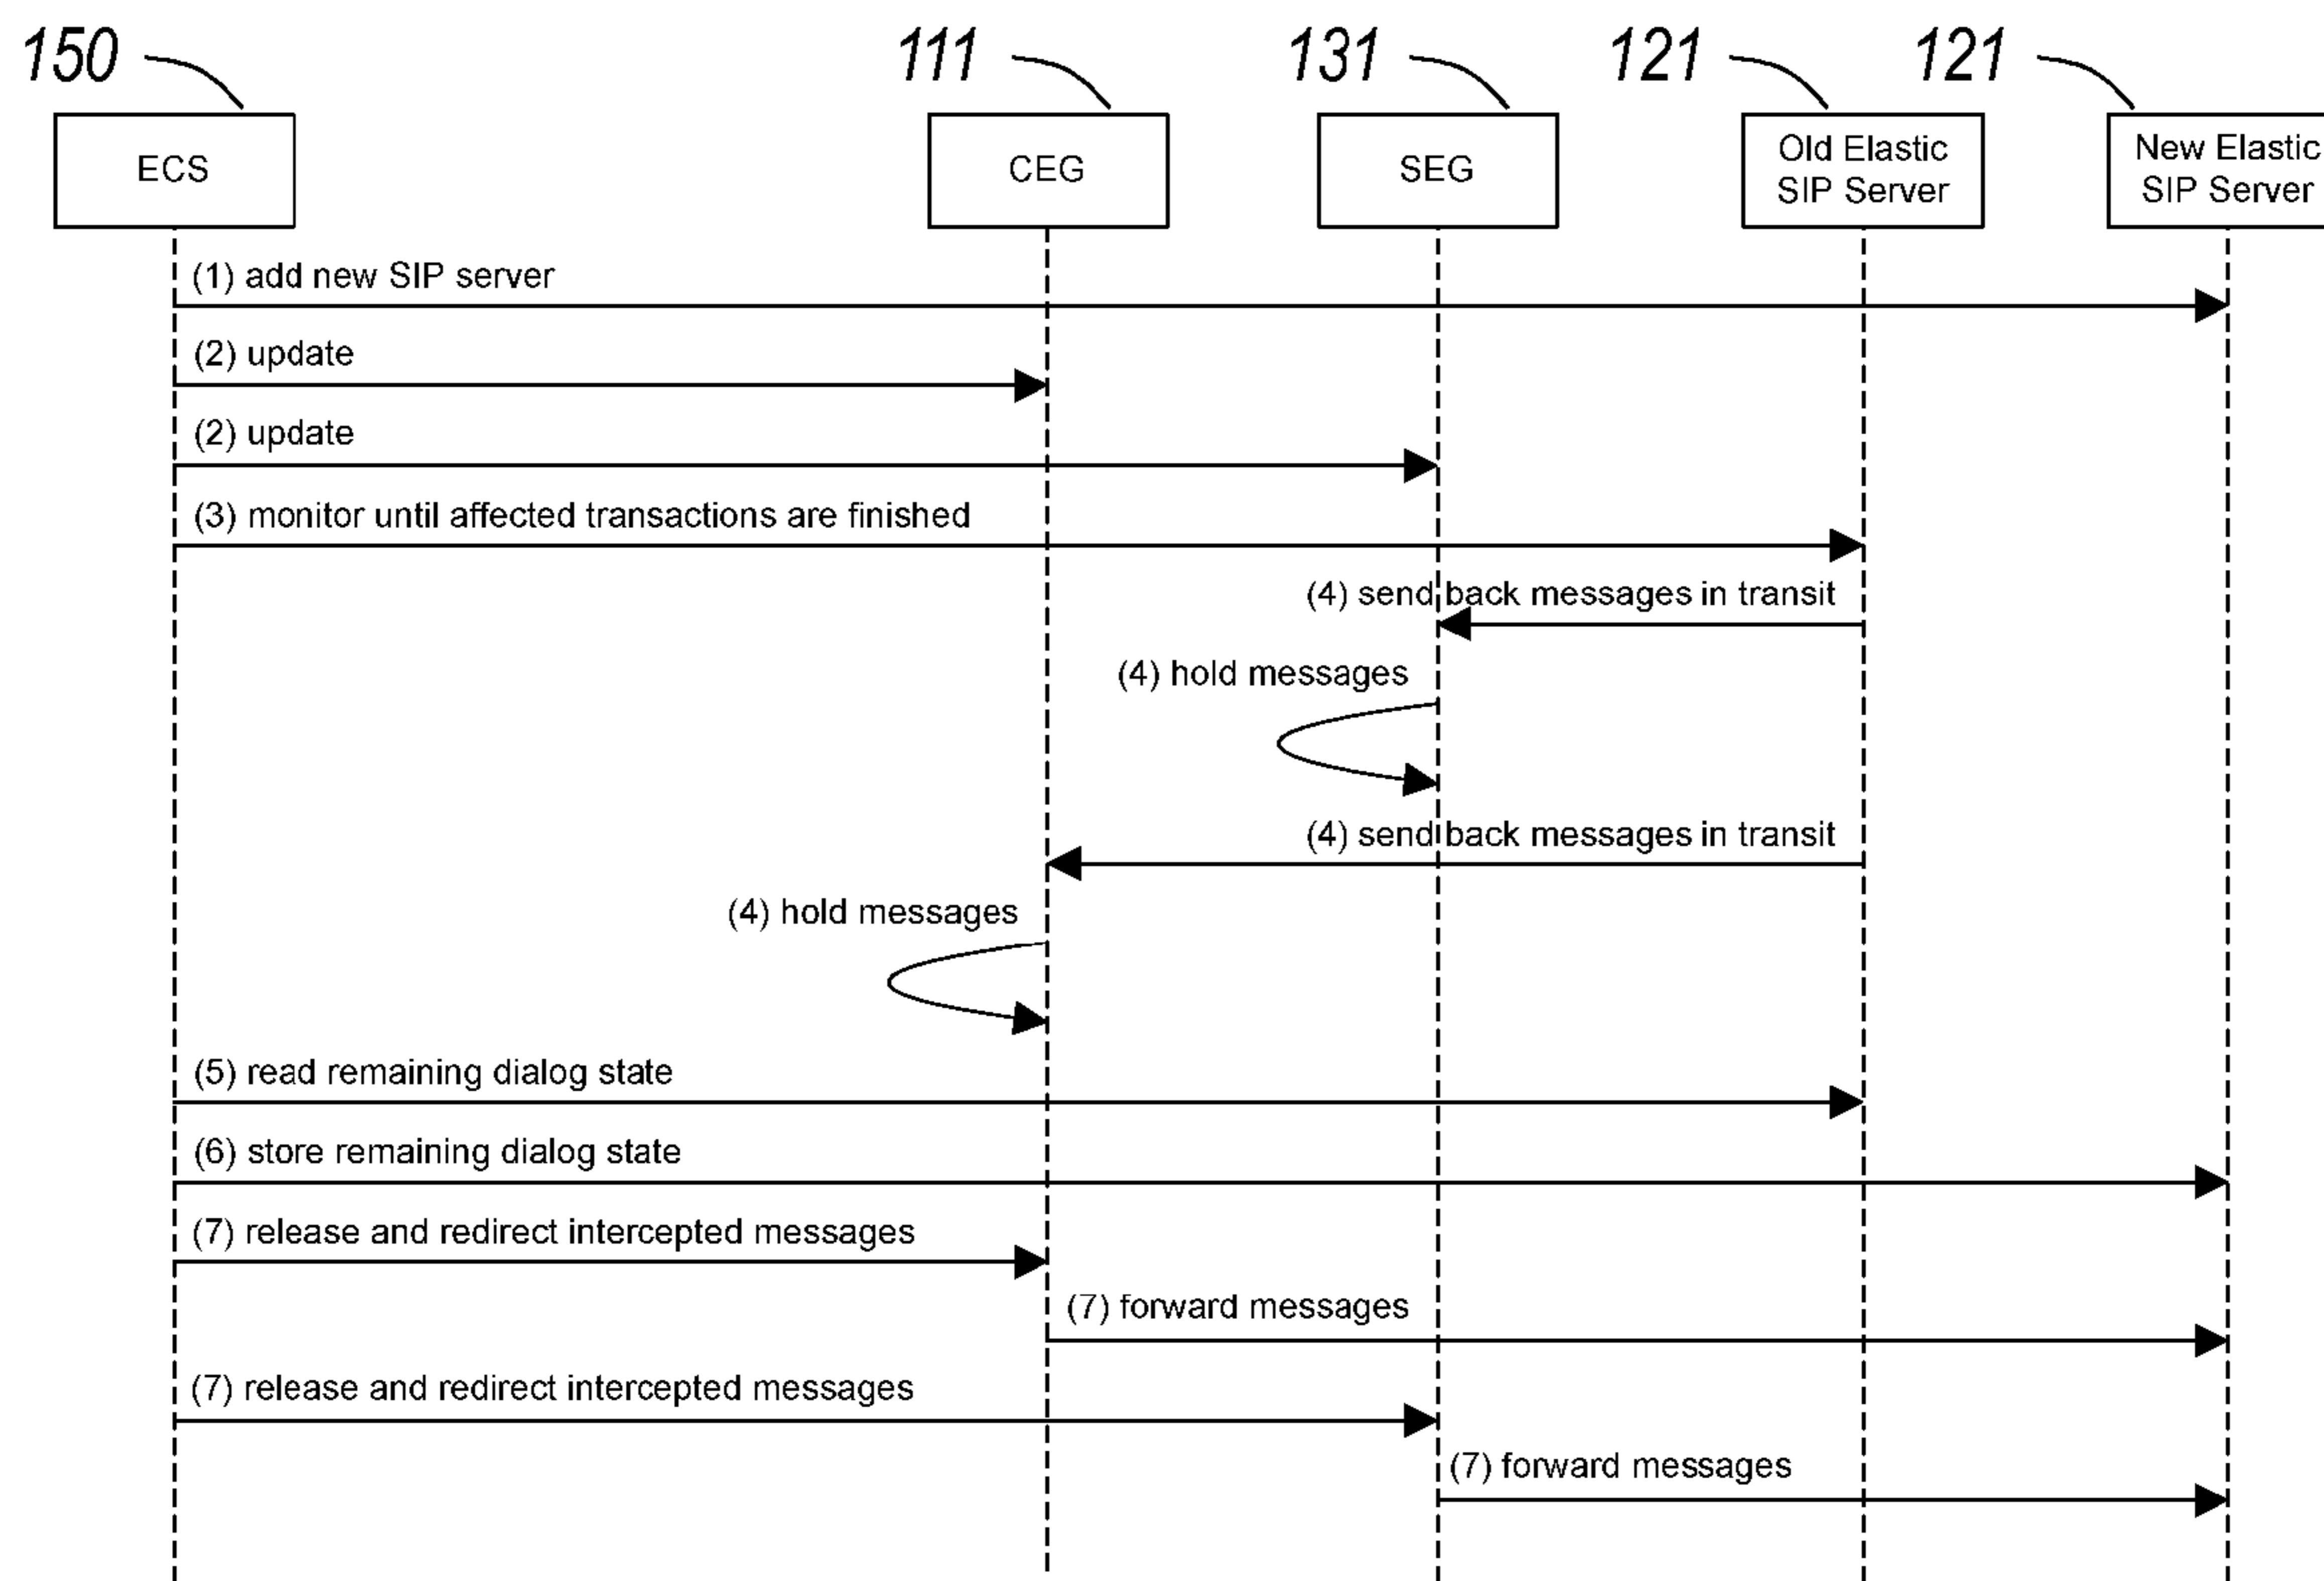 150
111
131
121
121
ECS
CEG
SEG
Old Elastic
SIP Server
New Elastic
SIP Server
(1) add new SIP server
(2) update
(2) update
(3) monitor until affected transactions are finished
(4) send back messages in transit
(4) hold messages
(4) send back messages in transit
(4) hold messages
(5) read remaining dialog state
(6) store remaining dialog state
(7) release and redirect intercepted messages
(7) forward messages
(7) release and redirect intercepted messages
(7) forward messages